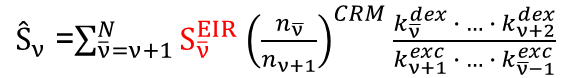 Ŝ_ν = ∑_{ν̅=ν+1}^{N} S_{ν̅}^{EIR} (n_{ν̅} / n_{ν+1})^{CRM} (k_{ν̅}^{dex} · … · k_{ν+2}^{dex}) / (k_{ν+1}^{exc} · … · k_{ν̅-1}^{exc})